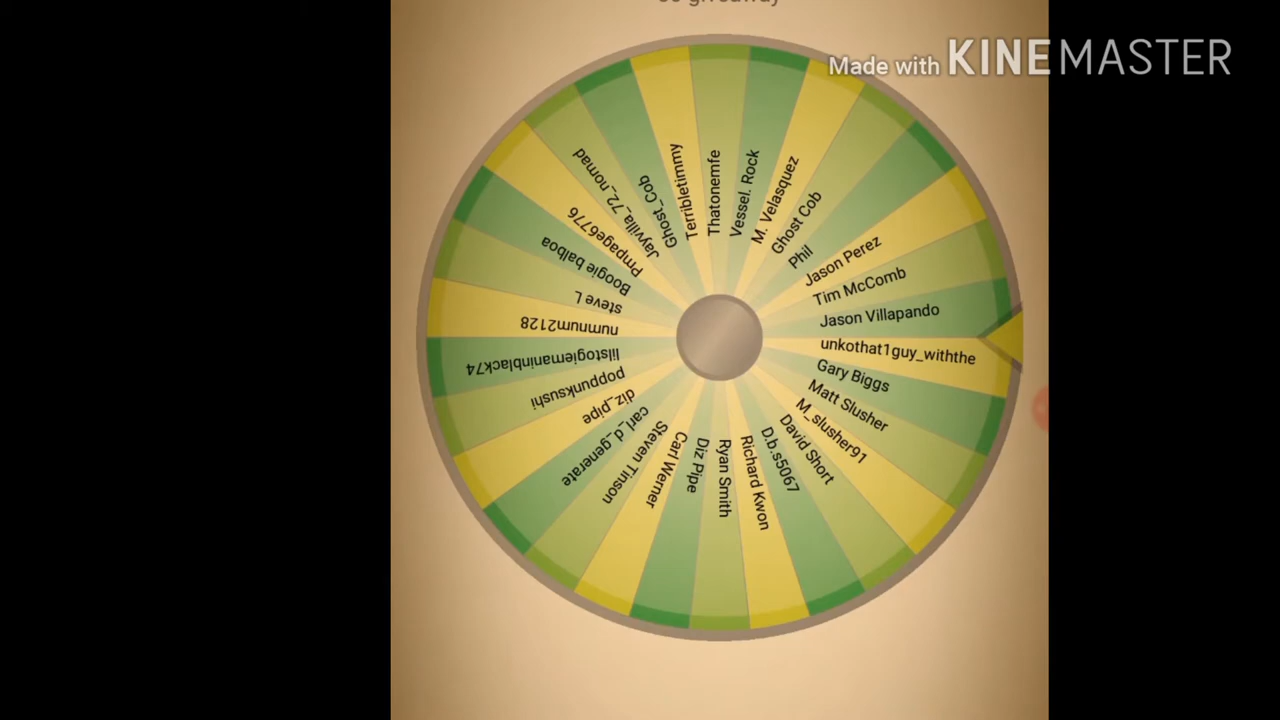 Made with KINEMASTER
Thatonemfe
Vessel. Rock
M. Velasquez
Ghost Cob
Phil
Jason Perez
Tim McComb
Jason Villapando
unkothat1guy_withthe
Gary Biggs
Matt Slusher
M_slusher91
David Short
D.b.s5067
Richard Kwon
Ryan Smith
Diz Pipe
Carl Werner
Steven Tinson
carl_d_generate
diz_pipe
poppunksushi
lilstogiemaninblack74
numnum2128
steve L
Boogie balboa
Pmpage6776
Jayvilla_72_nomad
Ghost_Cob
Terribletimmy